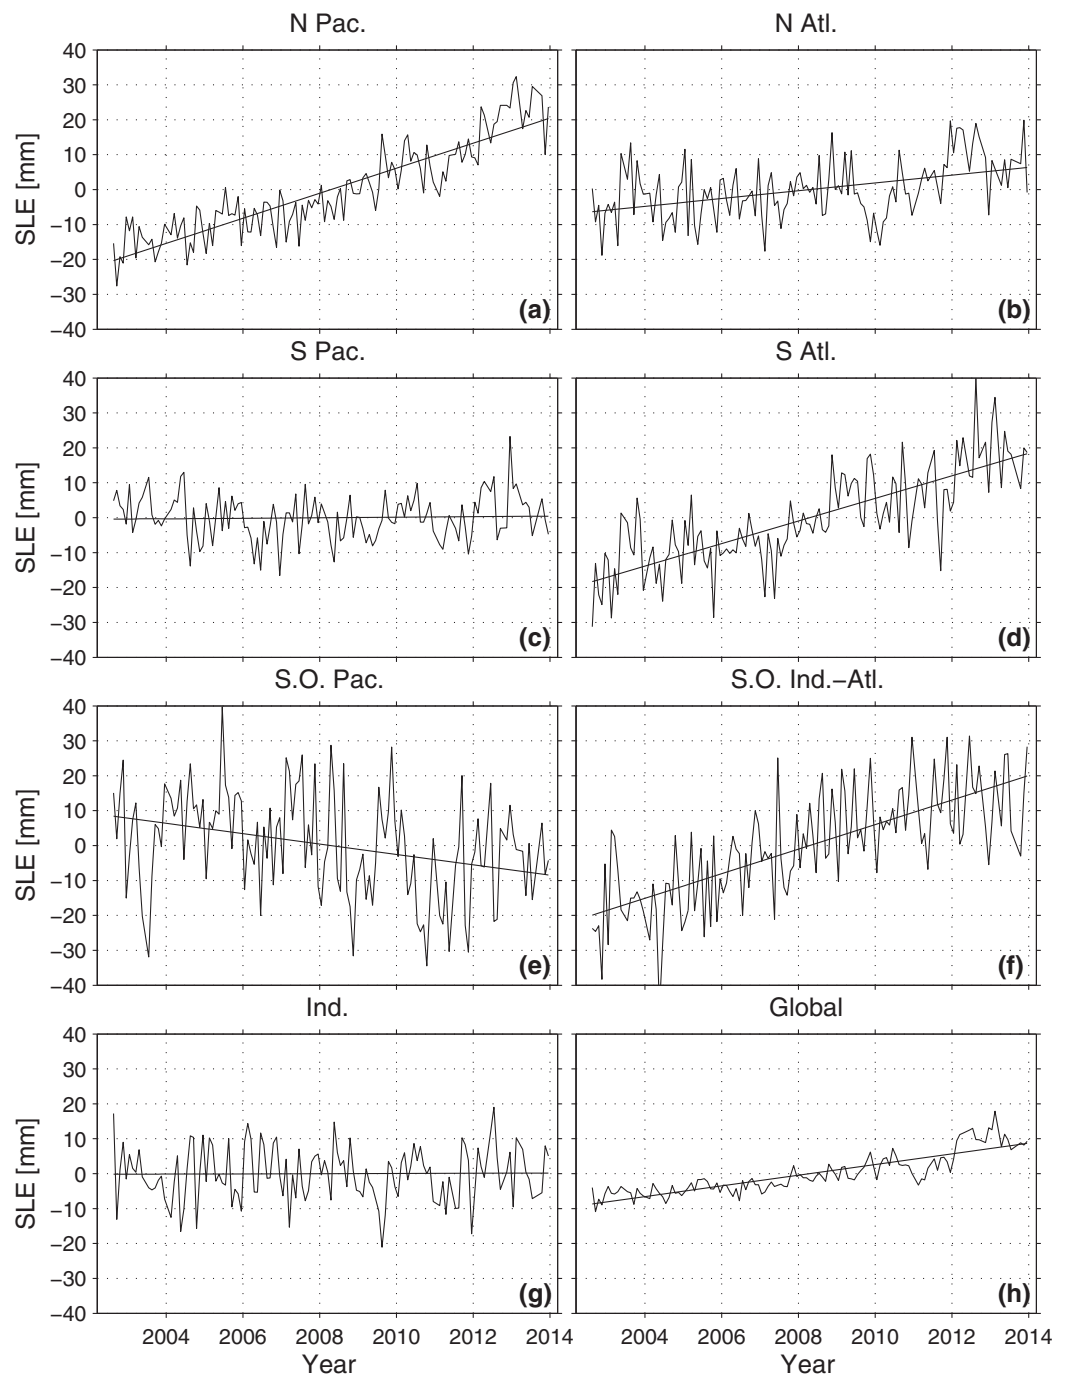 N Pac. N Atl.
SLE [mm]
40
30
20
10
0
−10
−20
−30
−40
(a) (b)
S Pac. S Atl.
SLE [mm]
40
30
20
10
0
−10
−20
−30
−40
(c) (d)
S.O. Pac. S.O. Ind.−Atl.
SLE [mm]
40
30
20
10
0
−10
−20
−30
−40
(e) (f)
Ind. Global
SLE [mm]
40
30
20
10
0
−10
−20
−30
−40
(g) (h)
2004 2006 2008 2010 2012 2014 2004 2006 2008 2010 2012 2014
Year Year